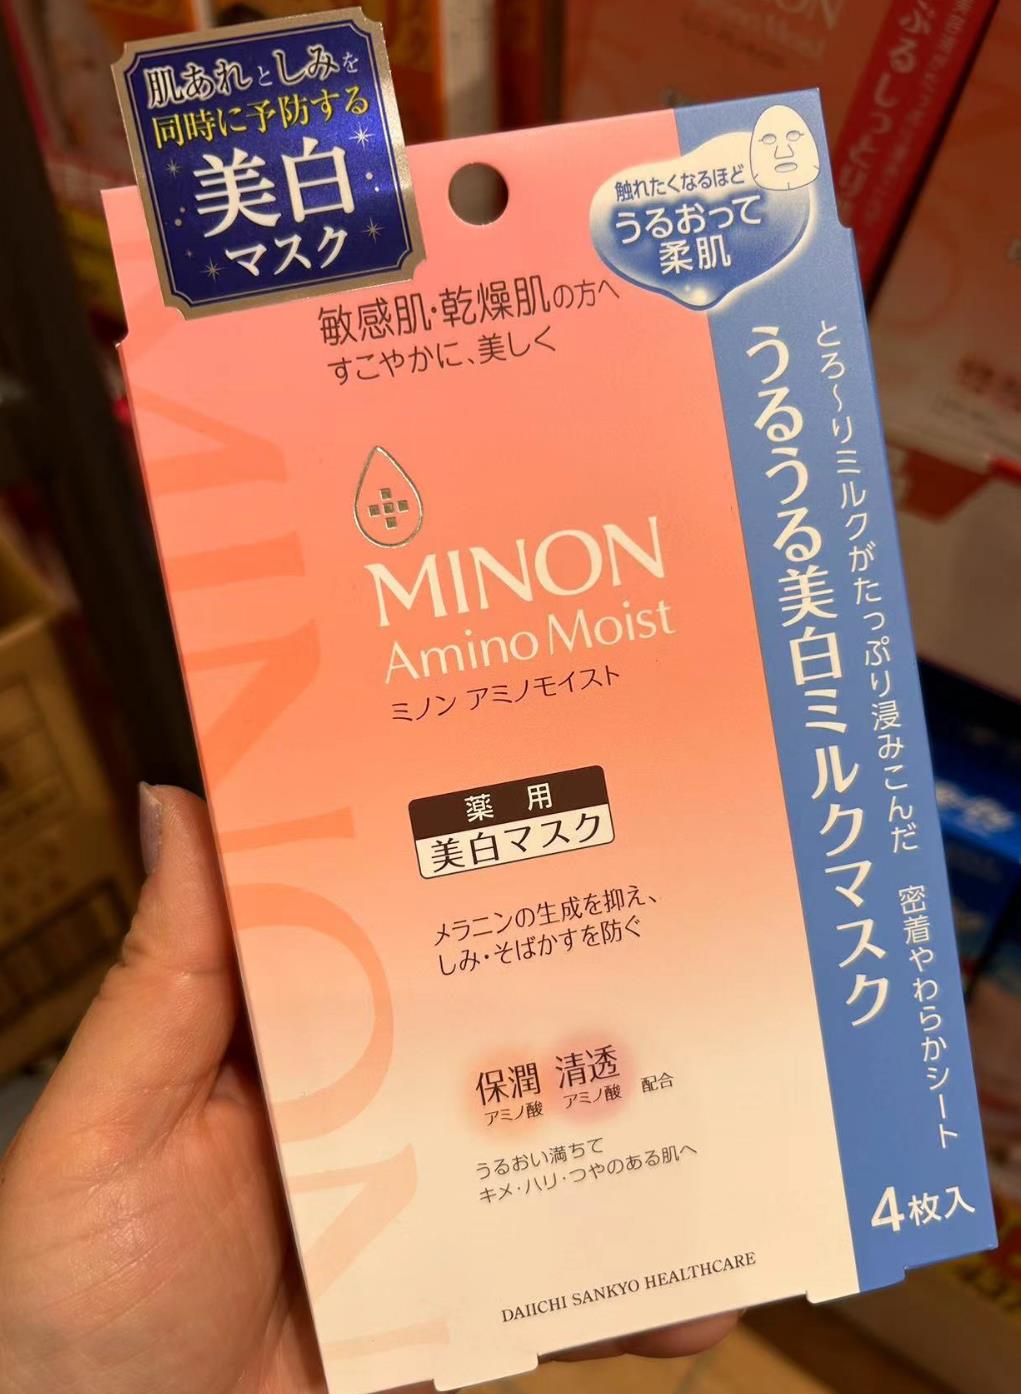 肌あれとしみを
同時に予防する
美白
マスク
触れたくなるほど
うるおって
柔肌
敏感肌・乾燥肌の方へ
すこやかに、美しく
MINON
Amino Moist
ミノン アミノモイスト
薬用
美白マスク
メラニンの生成を抑え、
しみ・そばかすを防ぐ
保潤 清透
アミノ酸 アミノ酸 配合
うるおい満ちて
キメ・ハリ・つやのある肌へ
DAIICHI SANKYO HEALTHCARE
とろ～りミルクがたっぷり浸みこんだ 密着やわらかシート
うるうる美白ミルクマスク
4枚入
MINON